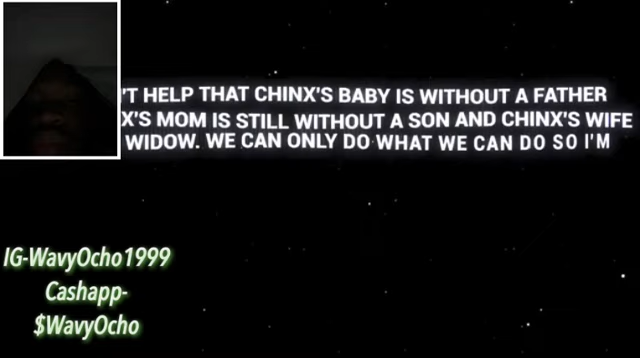 'T HELP THAT CHINX'S BABY IS WITHOUT A FATHER
X'S MOM IS STILL WITHOUT A SON AND CHINX'S WIFE
WIDOW. WE CAN ONLY DO WHAT WE CAN DO SO I'M
IG-WavyOcho1999
Cashapp-
$WavyOcho